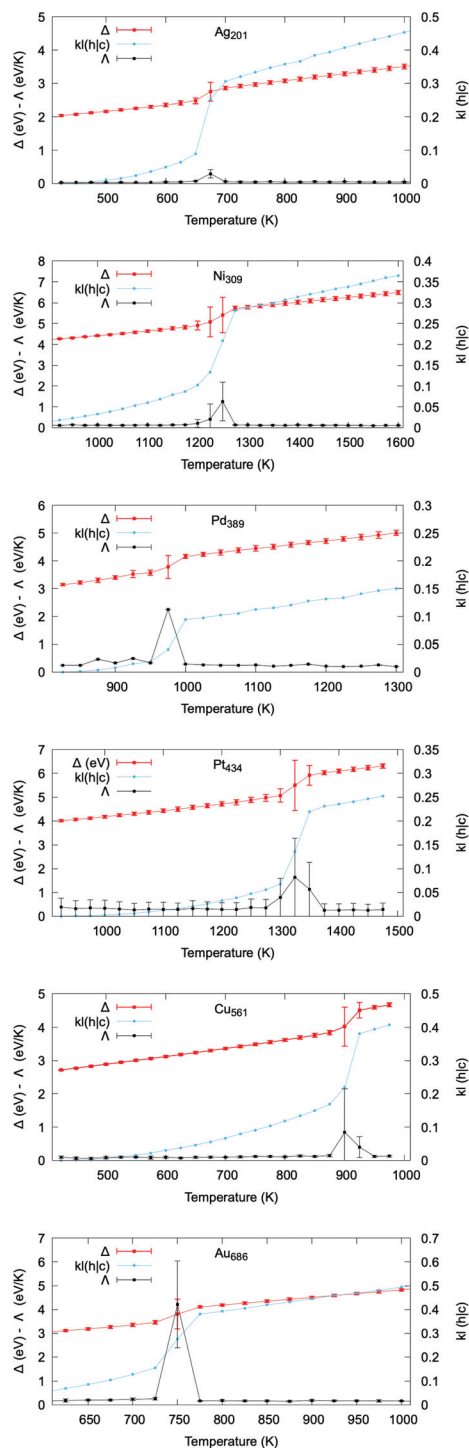 Δ
kl(h|c)
Λ
Ag201
Δ (eV) - Λ (eV/K)
5
4
3
2
1
0
0.5
0.4
0.3
0.2
0.1
0
kl (h|c)
500 600 700 800 900 1000
Temperature (K)
Δ
kl(h|c)
Λ
Ni309
Δ (eV) - Λ (eV/K)
8
7
6
5
4
3
2
1
0
0.4
0.35
0.3
0.25
0.2
0.15
0.1
0.05
0
kl (h|c)
1000 1100 1200 1300 1400 1500 1600
Temperature (K)
Δ
kl(h|c)
Λ
Pd389
Δ (eV) - Λ (eV/K)
6
5
4
3
2
1
0
0.3
0.25
0.2
0.15
0.1
0.05
0
kl (h|c)
900 1000 1100 1200 1300
Temperature (K)
Δ (eV)
kl(h|c)
Λ
Pt434
Δ (eV) - Λ (eV/K)
7
6
5
4
3
2
1
0
0.35
0.3
0.25
0.2
0.15
0.1
0.05
0
kl (h|c)
1000 1100 1200 1300 1400 1500
Temperature (K)
Δ
kl(h|c)
Λ
Cu561
Δ (eV) - Λ (eV/K)
5
4
3
2
1
0
0.5
0.4
0.3
0.2
0.1
0
kl (h|c)
500 600 700 800 900 1000
Temperature (K)
Δ
kl(h|c)
Λ
Au686
Δ (eV) - Λ (eV/K)
7
6
5
4
3
2
1
0
0.7
0.6
0.5
0.4
0.3
0.2
0.1
0
kl (h|c)
650 700 750 800 850 900 950 1000
Temperature (K)